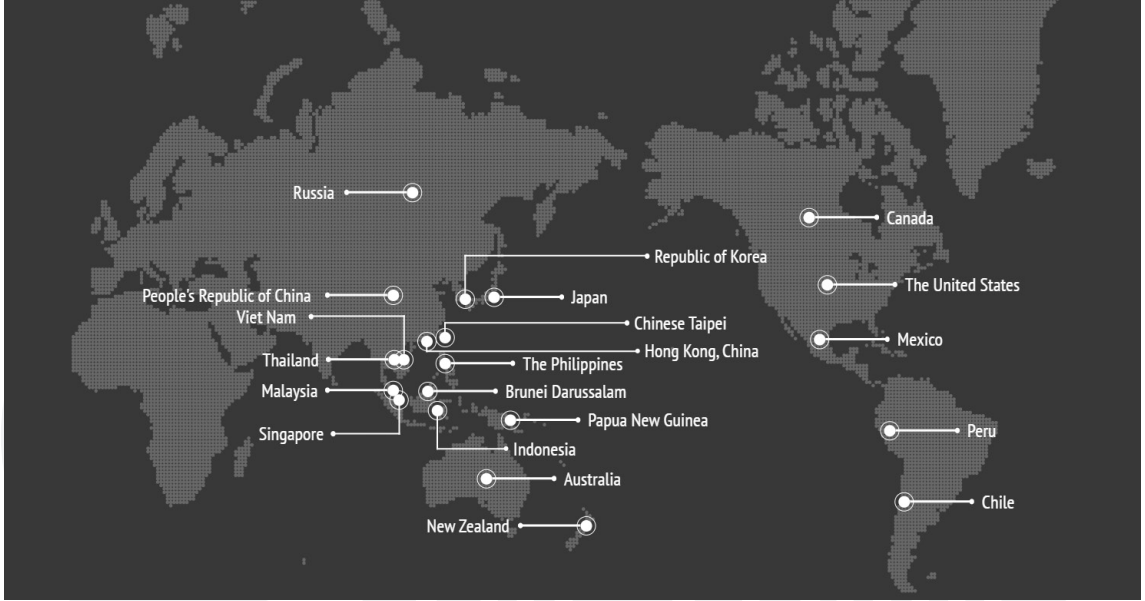 Russia
Canada
Republic of Korea
The United States
People's Republic of China
Japan
Viet Nam
Chinese Taipei
Mexico
Hong Kong, China
Thailand
The Philippines
Malaysia
Brunei Darussalam
Papua New Guinea
Peru
Singapore
Indonesia
Australia
Chile
New Zealand